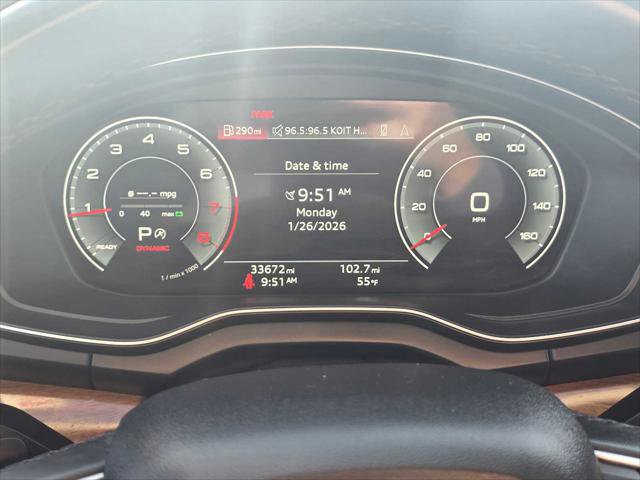 PARK
290mi 96.5:96.5 KOIT H...
Date & time
9:51 AM
Monday
1/26/2026
33672mi 102.7mi
9:51AM 55°F
1 2 3 4 5 6 7 8
ø --.- mpg
0 40 max
P A
READY
DYNAMIC
1 / min x 1000
0 20 40 60 80 100 120 140 160
0
MPH